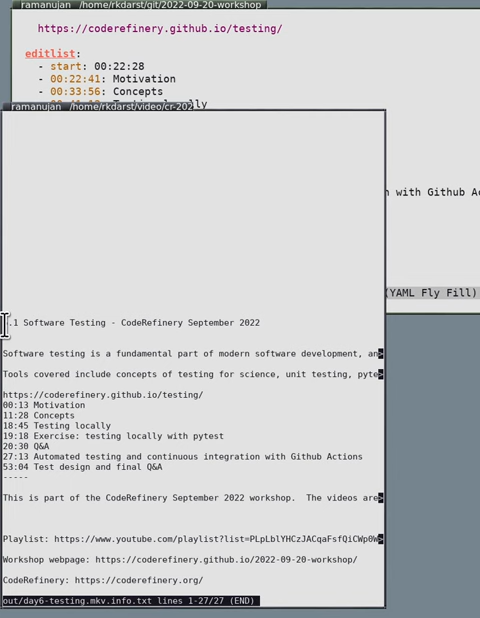 ramanujan /home/rkdarst/git/2022-09-20-workshop
https://coderefinery.github.io/testing/
editlist:
- start: 00:22:28
- 00:22:41: Motivation
- 00:33:56: Concepts
ramanujan /home/rkdarst/video/cr-202
with Github Ac
(YAML Fly Fill)
.1 Software Testing - CodeRefinery September 2022
Software testing is a fundamental part of modern software development, an
Tools covered include concepts of testing for science, unit testing, pyte
https://coderefinery.github.io/testing/
00:13 Motivation
11:28 Concepts
18:45 Testing locally
19:18 Exercise: testing locally with pytest
20:30 Q&A
27:13 Automated testing and continuous integration with Github Actions
53:04 Test design and final Q&A
-----
This is part of the CodeRefinery September 2022 workshop.  The videos are
Playlist: https://www.youtube.com/playlist?list=PLpLblYHCzJACqaFsfQiCWp0W
Workshop webpage: https://coderefinery.github.io/2022-09-20-workshop/
CodeRefinery: https://coderefinery.org/
out/day6-testing.mkv.info.txt lines 1-27/27 (END)